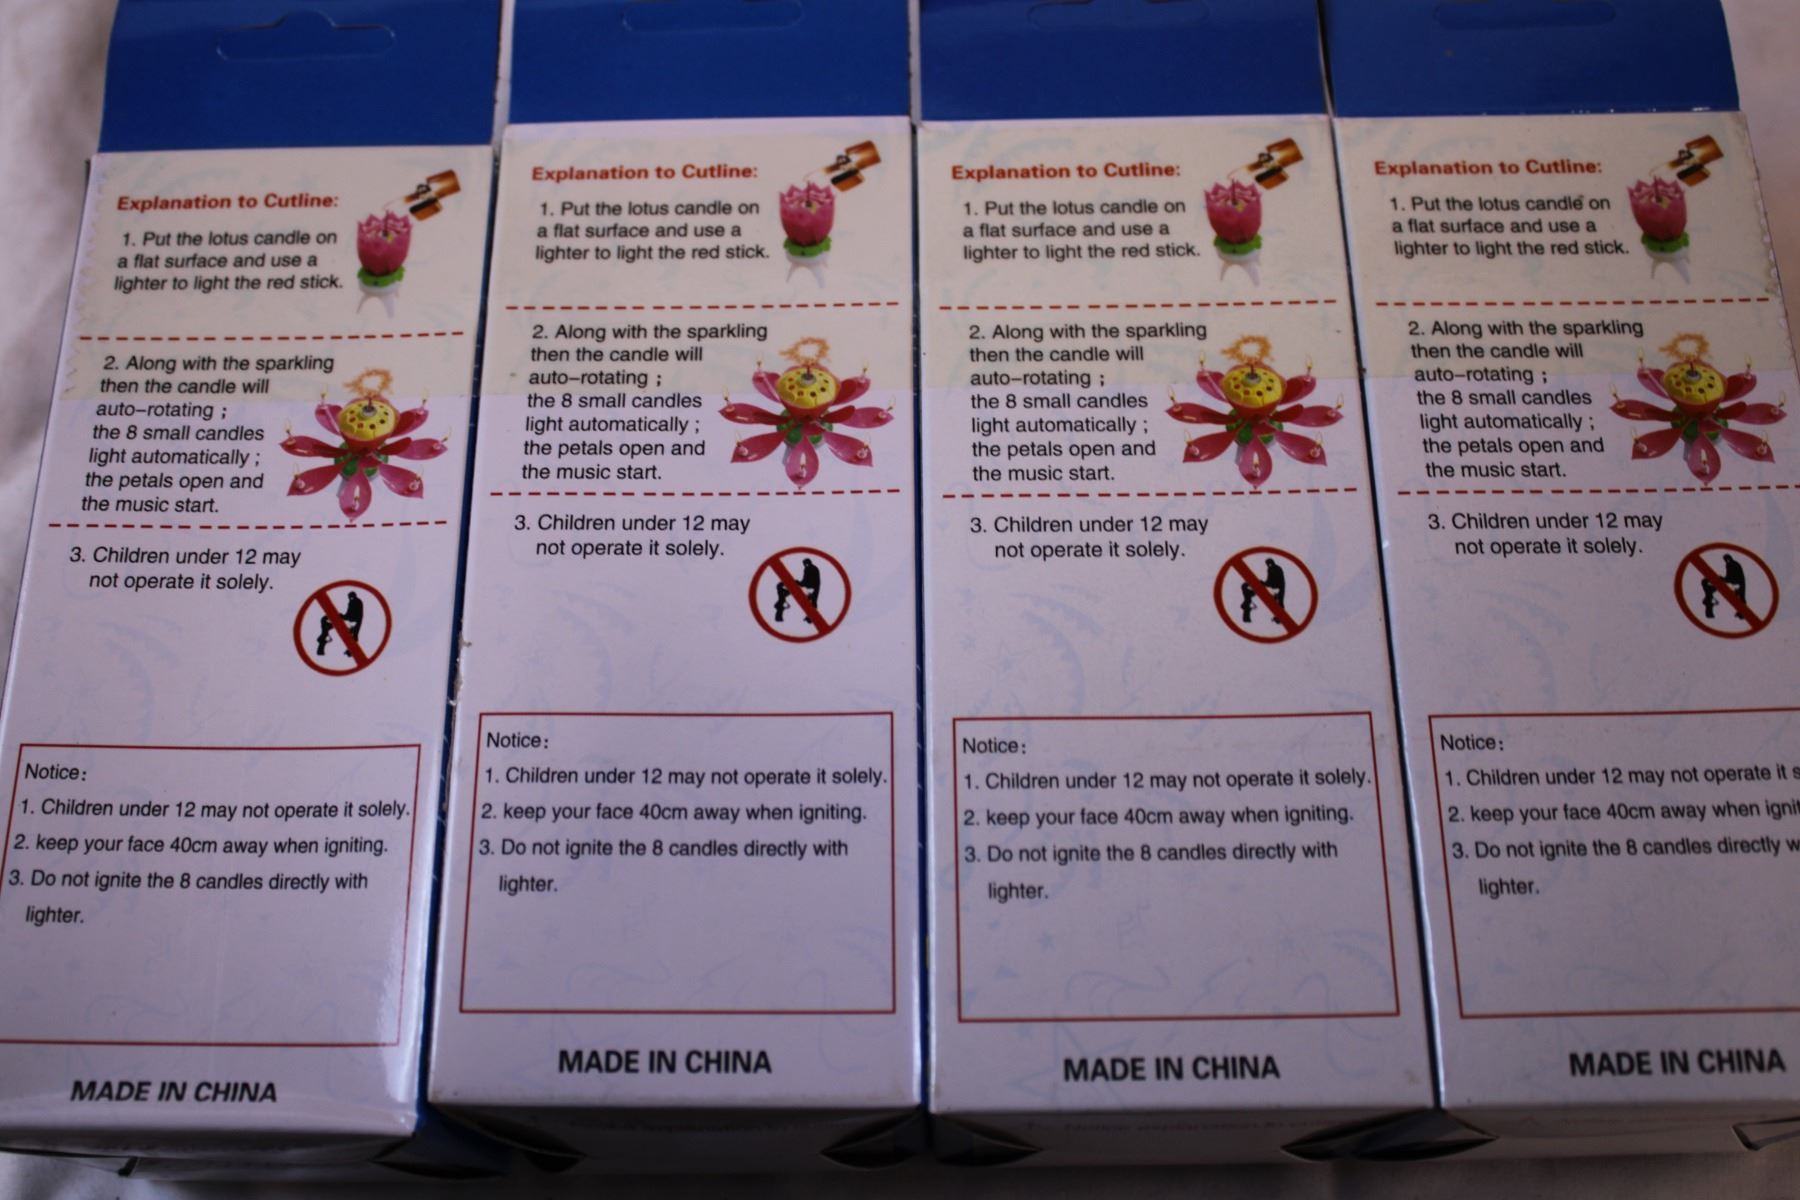 Explanation to Cutline:
1. Put the lotus candle on
a flat surface and use a
lighter to light the red stick.
2. Along with the sparkling
then the candle will
auto-rotating ;
the 8 small candles
light automatically ;
the petals open and
the music start.
3. Children under 12 may
not operate it solely.
Notice:
1. Children under 12 may not operate it solely.
2. keep your face 40cm away when igniting.
3. Do not ignite the 8 candles directly with
lighter.
MADE IN CHINA
Explanation to Cutline:
1. Put the lotus candle on
a flat surface and use a
lighter to light the red stick.
2. Along with the sparkling
then the candle will
auto-rotating ;
the 8 small candles
light automatically ;
the petals open and
the music start.
3. Children under 12 may
not operate it solely.
Notice:
1. Children under 12 may not operate it solely.
2. keep your face 40cm away when igniting.
3. Do not ignite the 8 candles directly with
lighter.
MADE IN CHINA
Explanation to Cutline:
1. Put the lotus candle on
a flat surface and use a
lighter to light the red stick.
2. Along with the sparkling
then the candle will
auto-rotating ;
the 8 small candles
light automatically ;
the petals open and
the music start.
3. Children under 12 may
not operate it solely.
Notice:
1. Children under 12 may not operate it solely.
2. keep your face 40cm away when igniting.
3. Do not ignite the 8 candles directly with
lighter.
MADE IN CHINA
Explanation to Cutline:
1. Put the lotus candle on
a flat surface and use a
lighter to light the red stick.
2. Along with the sparkling
then the candle will
auto-rotating ;
the 8 small candles
light automatically ;
the petals open and
the music start.
3. Children under 12 may
not operate it solely.
Notice:
1. Children under 12 may not operate it
2. keep your face 40cm away when
3. Do not ignite the 8 candles directly
lighter.
MADE IN CHINA